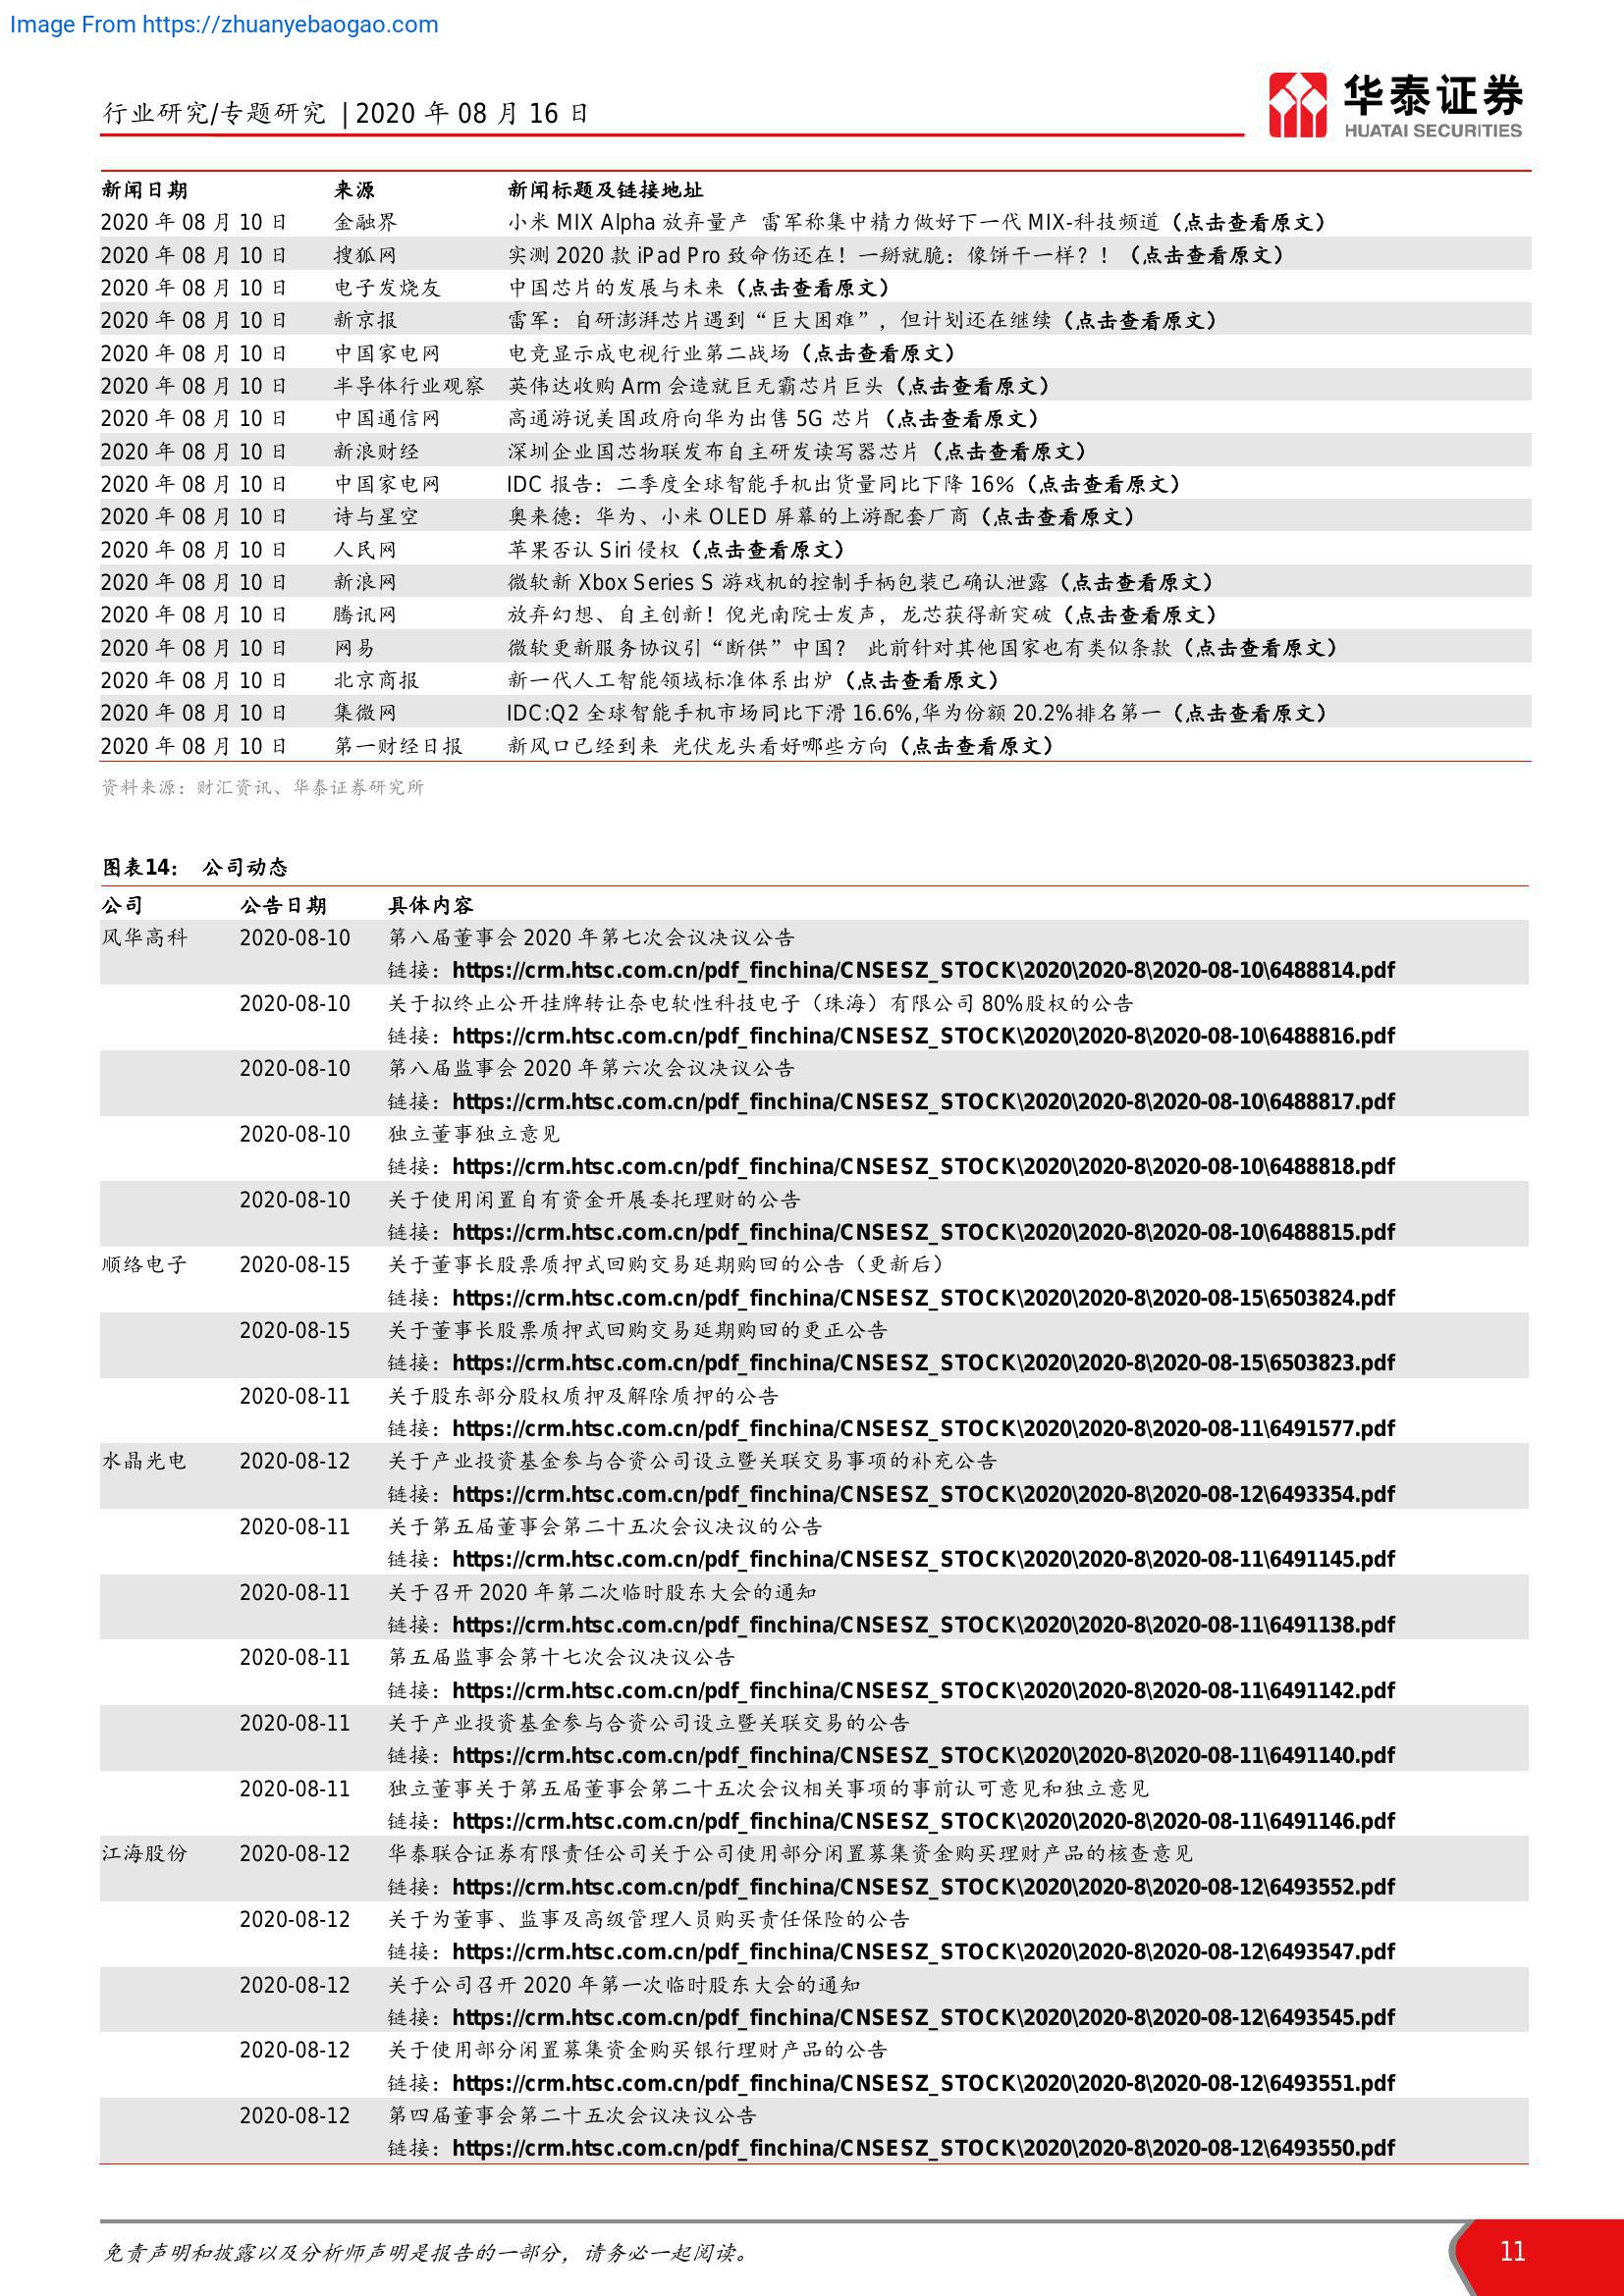 Image From https://zhuanyebaogao.com
行业研究/专题研究 | 2020 年 08 月 16 日
华泰证券
HUATAI SECURITIES
新闻日期 来源 新闻标题及链接地址
2020 年 08 月 10 日 金融界 小米 MIX Alpha 放弃量产 雷军称集中精力做好下一代 MIX-科技频道（点击查看原文）
2020 年 08 月 10 日 搜狐网 实测 2020 款 iPad Pro 致命伤还在！一掰就脆：像饼干一样？！（点击查看原文）
2020 年 08 月 10 日 电子发烧友 中国芯片的发展与未来（点击查看原文）
2020 年 08 月 10 日 新京报 雷军：自研澎湃芯片遇到“巨大困难”，但计划还在继续（点击查看原文）
2020 年 08 月 10 日 中国家电网 电竞显示成电视行业第二战场（点击查看原文）
2020 年 08 月 10 日 半导体行业观察 英伟达收购 Arm 会造就巨无霸芯片巨头（点击查看原文）
2020 年 08 月 10 日 中国通信网 高通游说美国政府向华为出售 5G 芯片（点击查看原文）
2020 年 08 月 10 日 新浪财经 深圳企业国芯物联发布自主研发读写器芯片（点击查看原文）
2020 年 08 月 10 日 中国家电网 IDC 报告：二季度全球智能手机出货量同比下降 16%（点击查看原文）
2020 年 08 月 10 日 诗与星空 奥来德：华为、小米 OLED 屏幕的上游配套厂商（点击查看原文）
2020 年 08 月 10 日 人民网 苹果否认 Siri 侵权（点击查看原文）
2020 年 08 月 10 日 新浪网 微软新 Xbox Series S 游戏机的控制手柄包装已确认泄露（点击查看原文）
2020 年 08 月 10 日 腾讯网 放弃幻想、自主创新！倪光南院士发声，龙芯获得新突破（点击查看原文）
2020 年 08 月 10 日 网易 微软更新服务协议引“断供”中国？ 此前针对其他国家也有类似条款（点击查看原文）
2020 年 08 月 10 日 北京商报 新一代人工智能领域标准体系出炉（点击查看原文）
2020 年 08 月 10 日 集微网 IDC:Q2 全球智能手机市场同比下滑 16.6%,华为份额 20.2%排名第一（点击查看原文）
2020 年 08 月 10 日 第一财经日报 新风口已经到来 光伏龙头看好哪些方向（点击查看原文）
资料来源：财汇资讯、华泰证券研究所
图表14： 公司动态
公司 公告日期 具体内容
风华高科 2020-08-10 第八届董事会 2020 年第七次会议决议公告
链接：https://crm.htsc.com.cn/pdf_finchina/CNSESZ_STOCK\2020\2020-8\2020-08-10\6488814.pdf
2020-08-10 关于拟终止公开挂牌转让奈电软性科技电子（珠海）有限公司 80%股权的公告
链接：https://crm.htsc.com.cn/pdf_finchina/CNSESZ_STOCK\2020\2020-8\2020-08-10\6488816.pdf
2020-08-10 第八届监事会 2020 年第六次会议决议公告
链接：https://crm.htsc.com.cn/pdf_finchina/CNSESZ_STOCK\2020\2020-8\2020-08-10\6488817.pdf
2020-08-10 独立董事独立意见
链接：https://crm.htsc.com.cn/pdf_finchina/CNSESZ_STOCK\2020\2020-8\2020-08-10\6488818.pdf
2020-08-10 关于使用闲置自有资金开展委托理财的公告
链接：https://crm.htsc.com.cn/pdf_finchina/CNSESZ_STOCK\2020\2020-8\2020-08-10\6488815.pdf
顺络电子 2020-08-15 关于董事长股票质押式回购交易延期购回的公告（更新后）
链接：https://crm.htsc.com.cn/pdf_finchina/CNSESZ_STOCK\2020\2020-8\2020-08-15\6503824.pdf
2020-08-15 关于董事长股票质押式回购交易延期购回的更正公告
链接：https://crm.htsc.com.cn/pdf_finchina/CNSESZ_STOCK\2020\2020-8\2020-08-15\6503823.pdf
2020-08-11 关于股东部分股权质押及解除质押的公告
链接：https://crm.htsc.com.cn/pdf_finchina/CNSESZ_STOCK\2020\2020-8\2020-08-11\6491577.pdf
水晶光电 2020-08-12 关于产业投资基金参与合资公司设立暨关联交易事项的补充公告
链接：https://crm.htsc.com.cn/pdf_finchina/CNSESZ_STOCK\2020\2020-8\2020-08-12\6493354.pdf
2020-08-11 关于第五届董事会第二十五次会议决议的公告
链接：https://crm.htsc.com.cn/pdf_finchina/CNSESZ_STOCK\2020\2020-8\2020-08-11\6491145.pdf
2020-08-11 关于召开 2020 年第二次临时股东大会的通知
链接：https://crm.htsc.com.cn/pdf_finchina/CNSESZ_STOCK\2020\2020-8\2020-08-11\6491138.pdf
2020-08-11 第五届监事会第十七次会议决议公告
链接：https://crm.htsc.com.cn/pdf_finchina/CNSESZ_STOCK\2020\2020-8\2020-08-11\6491142.pdf
2020-08-11 关于产业投资基金参与合资公司设立暨关联交易的公告
链接：https://crm.htsc.com.cn/pdf_finchina/CNSESZ_STOCK\2020\2020-8\2020-08-11\6491140.pdf
2020-08-11 独立董事关于第五届董事会第二十五次会议相关事项的事前认可意见和独立意见
链接：https://crm.htsc.com.cn/pdf_finchina/CNSESZ_STOCK\2020\2020-8\2020-08-11\6491146.pdf
江海股份 2020-08-12 华泰联合证券有限责任公司关于公司使用部分闲置募集资金购买理财产品的核查意见
链接：https://crm.htsc.com.cn/pdf_finchina/CNSESZ_STOCK\2020\2020-8\2020-08-12\6493552.pdf
2020-08-12 关于为董事、监事及高级管理人员购买责任保险的公告
链接：https://crm.htsc.com.cn/pdf_finchina/CNSESZ_STOCK\2020\2020-8\2020-08-12\6493547.pdf
2020-08-12 关于公司召开 2020 年第一次临时股东大会的通知
链接：https://crm.htsc.com.cn/pdf_finchina/CNSESZ_STOCK\2020\2020-8\2020-08-12\6493545.pdf
2020-08-12 关于使用部分闲置募集资金购买银行理财产品的公告
链接：https://crm.htsc.com.cn/pdf_finchina/CNSESZ_STOCK\2020\2020-8\2020-08-12\6493551.pdf
2020-08-12 第四届董事会第二十五次会议决议公告
链接：https://crm.htsc.com.cn/pdf_finchina/CNSESZ_STOCK\2020\2020-8\2020-08-12\6493550.pdf
免责声明和披露以及分析师声明是报告的一部分，请务必一起阅读。
11